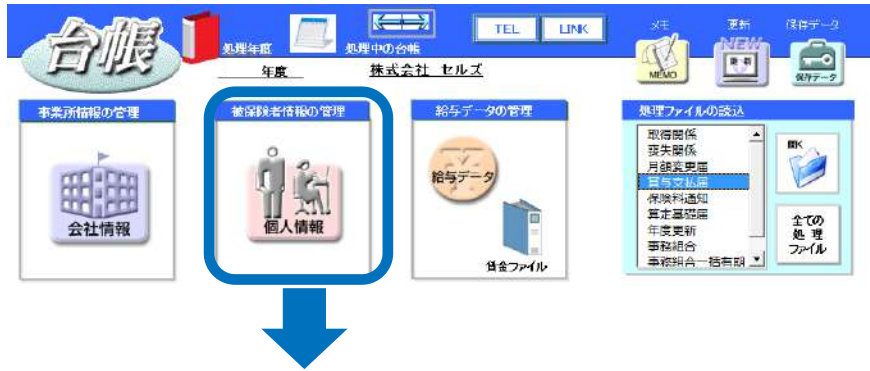 台帳
処理年度
年度
処理中の台帳
株式会社 セルズ
TEL
LINK
メモ
MEMO
更新
NEW
更新
保存データ
保存データ
事業所情報の管理
会社情報
被保険者情報の管理
個人情報
給与データの管理
給与データ
賃金ファイル
処理ファイルの読込
取得関係
喪失関係
月額変更届
賞与支払届
保険料通知
算定基礎届
年度更新
事務組合
事務組合一括有期
開く
全ての
処 理
ファイル